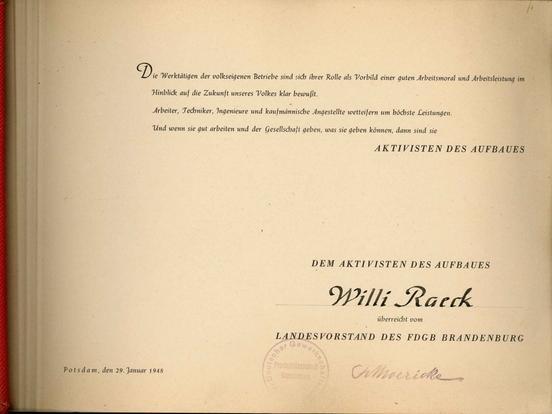 Die Werktätigen der volkseigenen Betriebe sind sich ihrer Rolle als Vorbild einer guten Arbeitsmoral und Arbeitsleistung im
Hinblick auf die Zukunft unseres Volkes klar bewußt.
Arbeiter, Techniker, Ingenieure und kaufmännische Angestellte wetteifern um höchste Leistungen.
Und wenn sie gut arbeiten und der Gesellschaft geben, was sie geben können, dann sind sie
AKTIVISTEN DES AUFBAUES
DEM AKTIVISTEN DES AUFBAUES
Willi Raeck
überreicht vom
LANDESVORSTAND DES FDGB BRANDENBURG
Potsdam, den 29. Januar 1948